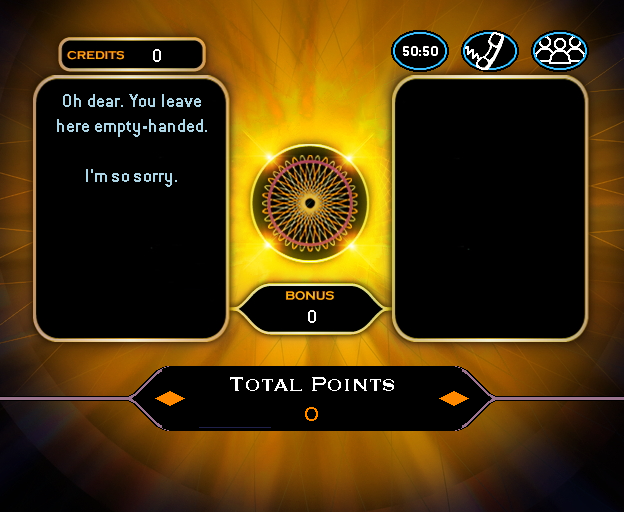 CREDITS 0
50:50
Oh dear. You leave
here empty-handed.
I'm so sorry.
BONUS
0
TOTAL POINTS
0